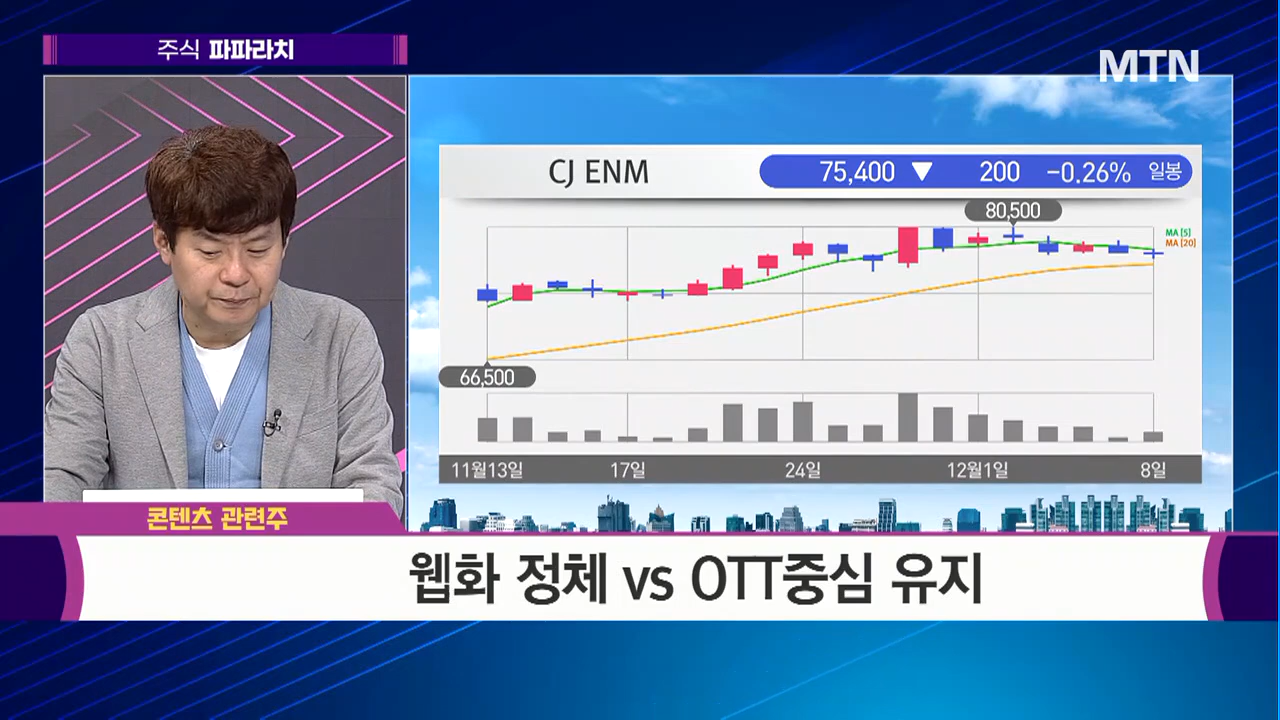 주식 파파라치
MTN
CJ ENM
75,400 ▼ 200 -0.26% 일봉
80,500
MA [5]
MA [20]
66,500
11월13일 17일 24일 12월1일 8일
콘텐츠 관련주
웹화 정체 vs OTT중심 유지